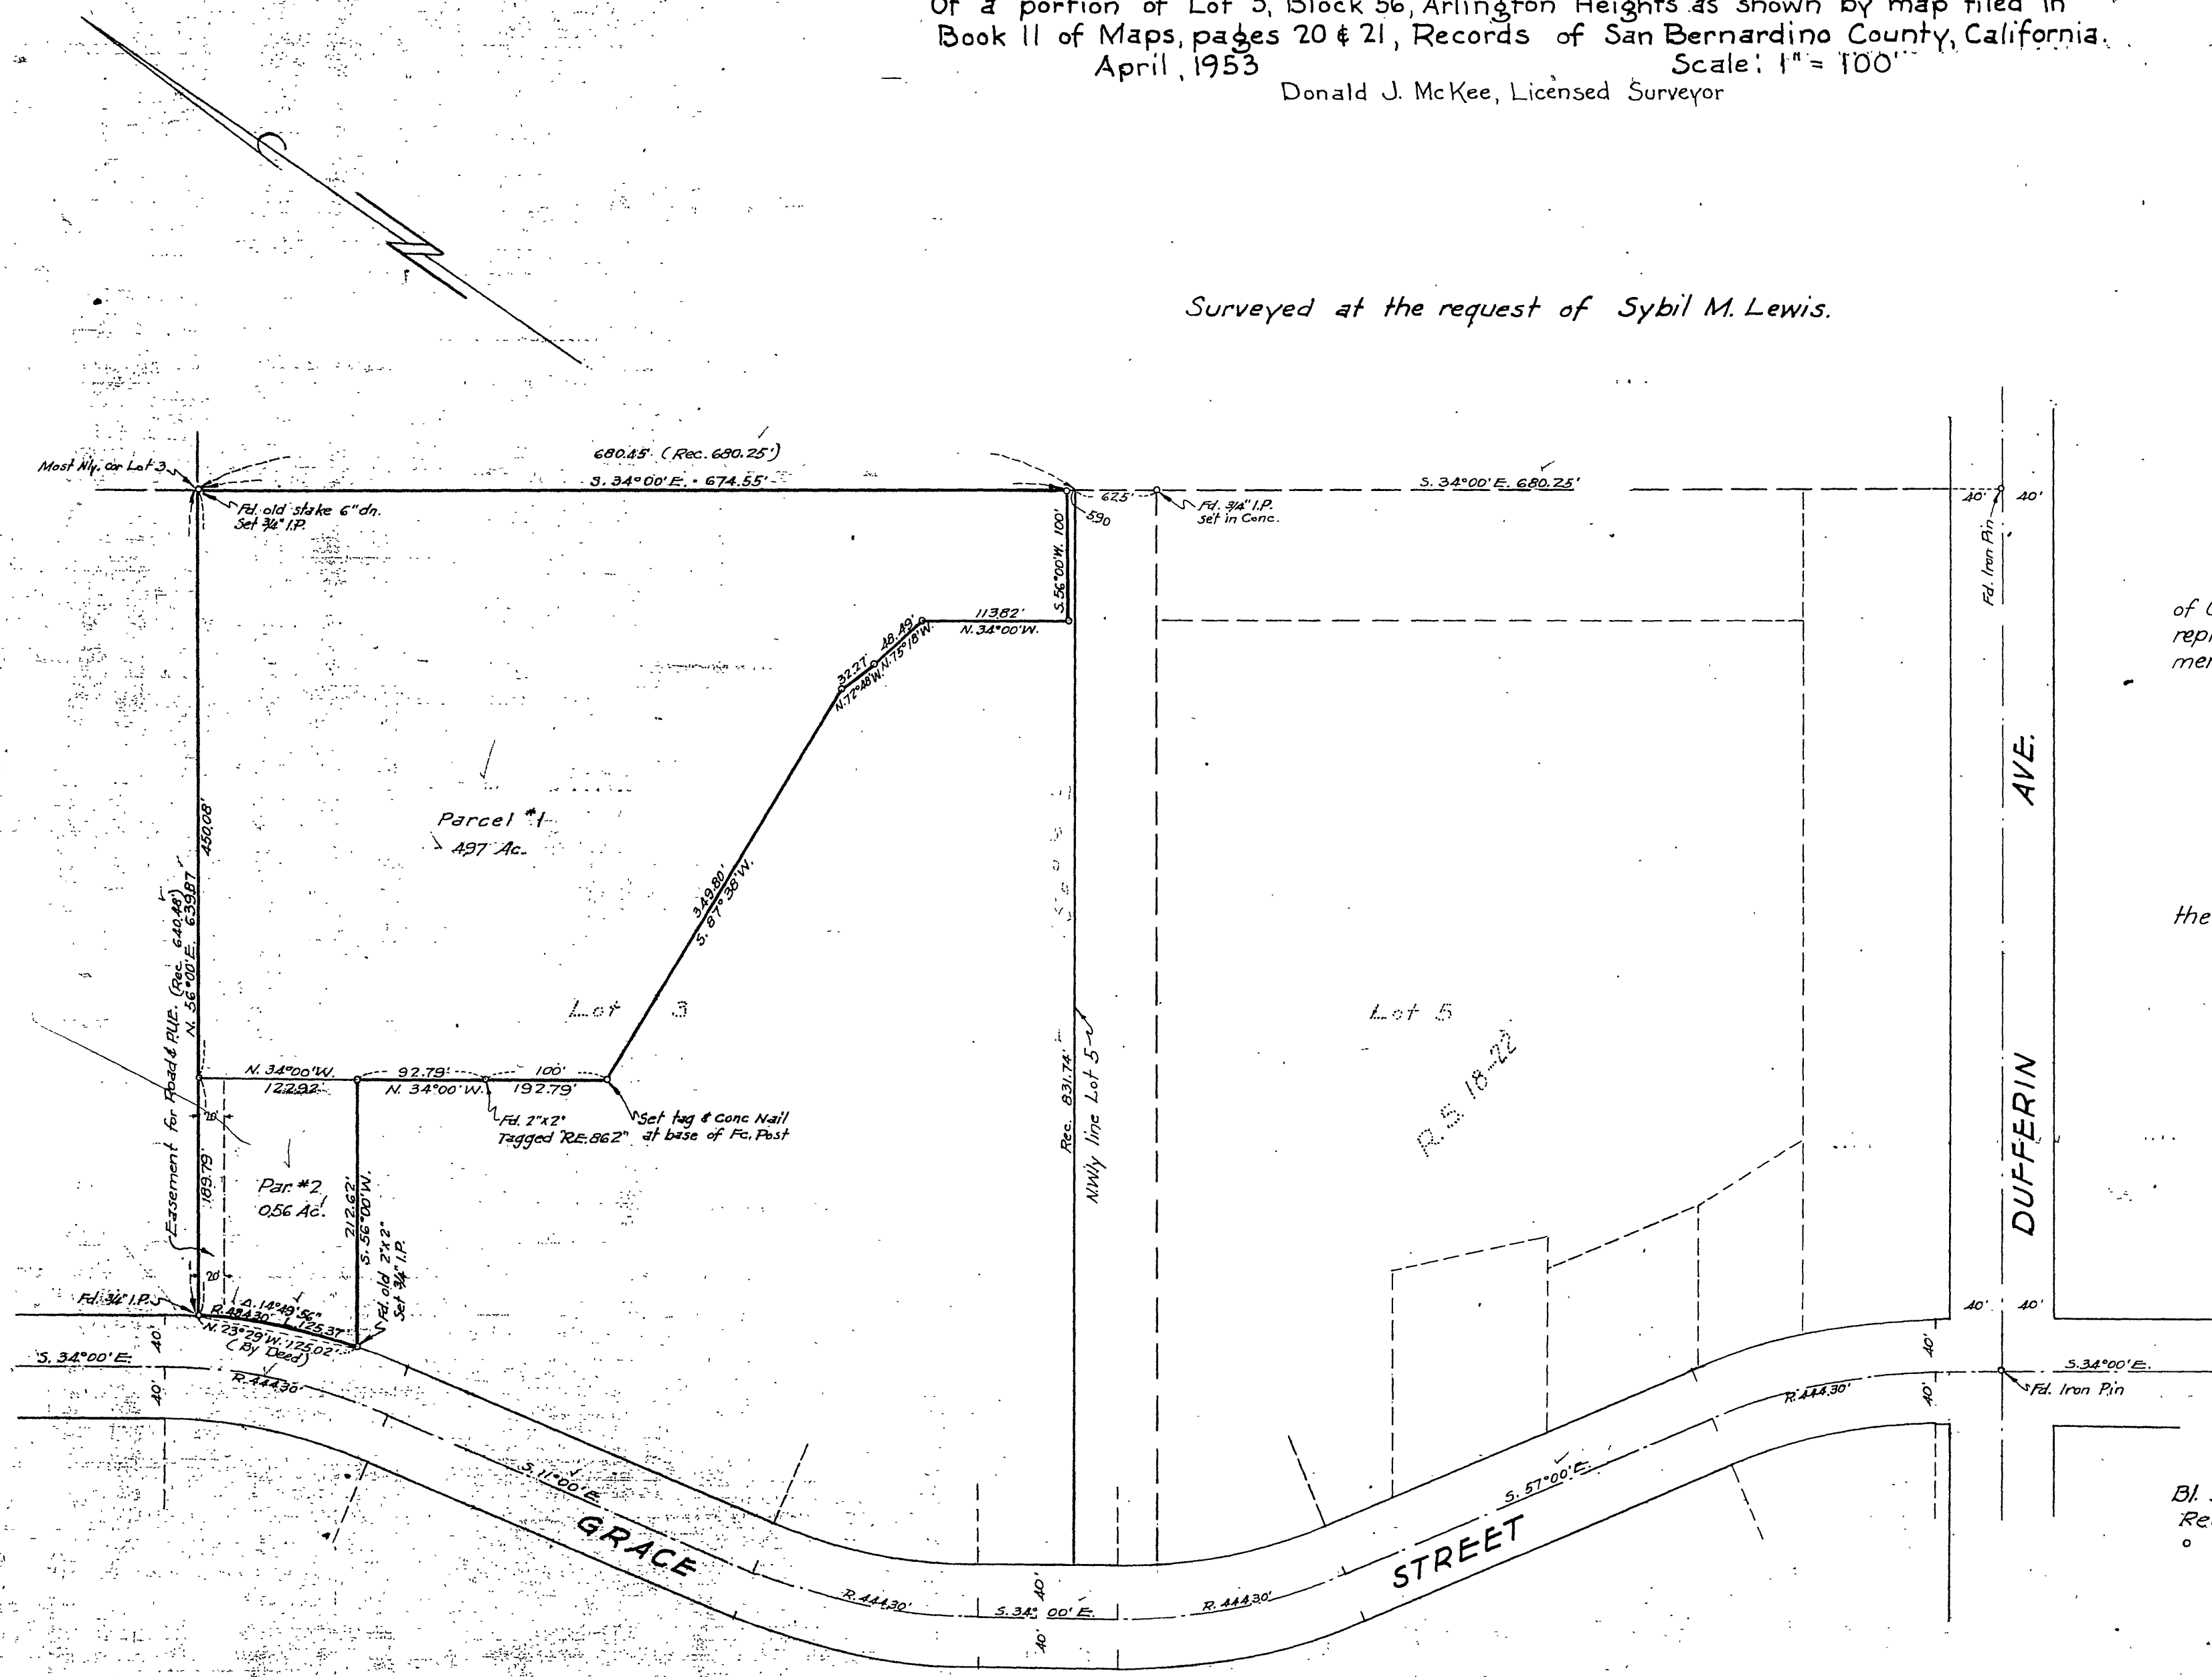 Of a portion of Lot 3, Block 56, Arlington Heights as shown by map filed in
Book 11 of Maps, pages 20 & 21, Records of San Bernardino County, California.
April, 1953
Scale: 1" = 100'
Donald J. McKee, Licensed Surveyor
Surveyed at the request of Sybil M. Lewis.
680.45' (Rec. 680.25')
S. 34°00'E. - 674.55'
Most Nly. cor Lot 3
Fd. old stake 6" dn.
Set 3/4" I.P.
6.25'
5.90
Fd. 3/4" I.P.
set in Conc.
S. 34°00'E. 680.25'
40'
40'
Fd. Iron Pin
S. 56°00'W. 100'
113.82'
N. 34°00'W.
48.49'
N. 75°18'W.
32.27'
N. 72°48'W.
of
the
AVE.
DUFFERIN
Parcel #1
4.97 Ac.
450.08'
349.80'
S. 87°38'W.
Easement for Road & P.U.E.
(Rec. 640.48')
N. 56°00'E. 639.87
Lot 3
Lot 5
R.S. 18-22
N. 34°00'W.
122.92'
92.79'
100'
N. 34°00'W.
192.79'
Fd. 2"x2"
Tagged "R.E. 862"
Set tag & Conc Nail
at base of Fc. Post
Rec. 831.74'
N.Wly line Lot 5
20'
189.79'
Par. #2
0.56 Ac.
212.62'
S. 56°00'W.
Fd. old 2"x2"
Set 3/4" I.P.
20'
Fd. 3/4" I.P.
Δ. 14°49'56"
R. 484.30' L. 125.37'
N. 23°29'W. 125.02'
(By Deed)
40'
40'
S. 34°00'E.
R. 444.30'
40'
40'
40'
40'
S. 34°00'E.
Fd. Iron Pin
R. 444.30'
S. 11°00'E.
S. 57°00'E.
GRACE
STREET
R. 444.30'
40'
S. 34° 00' E.
40'
R. 444.30'
Bl.